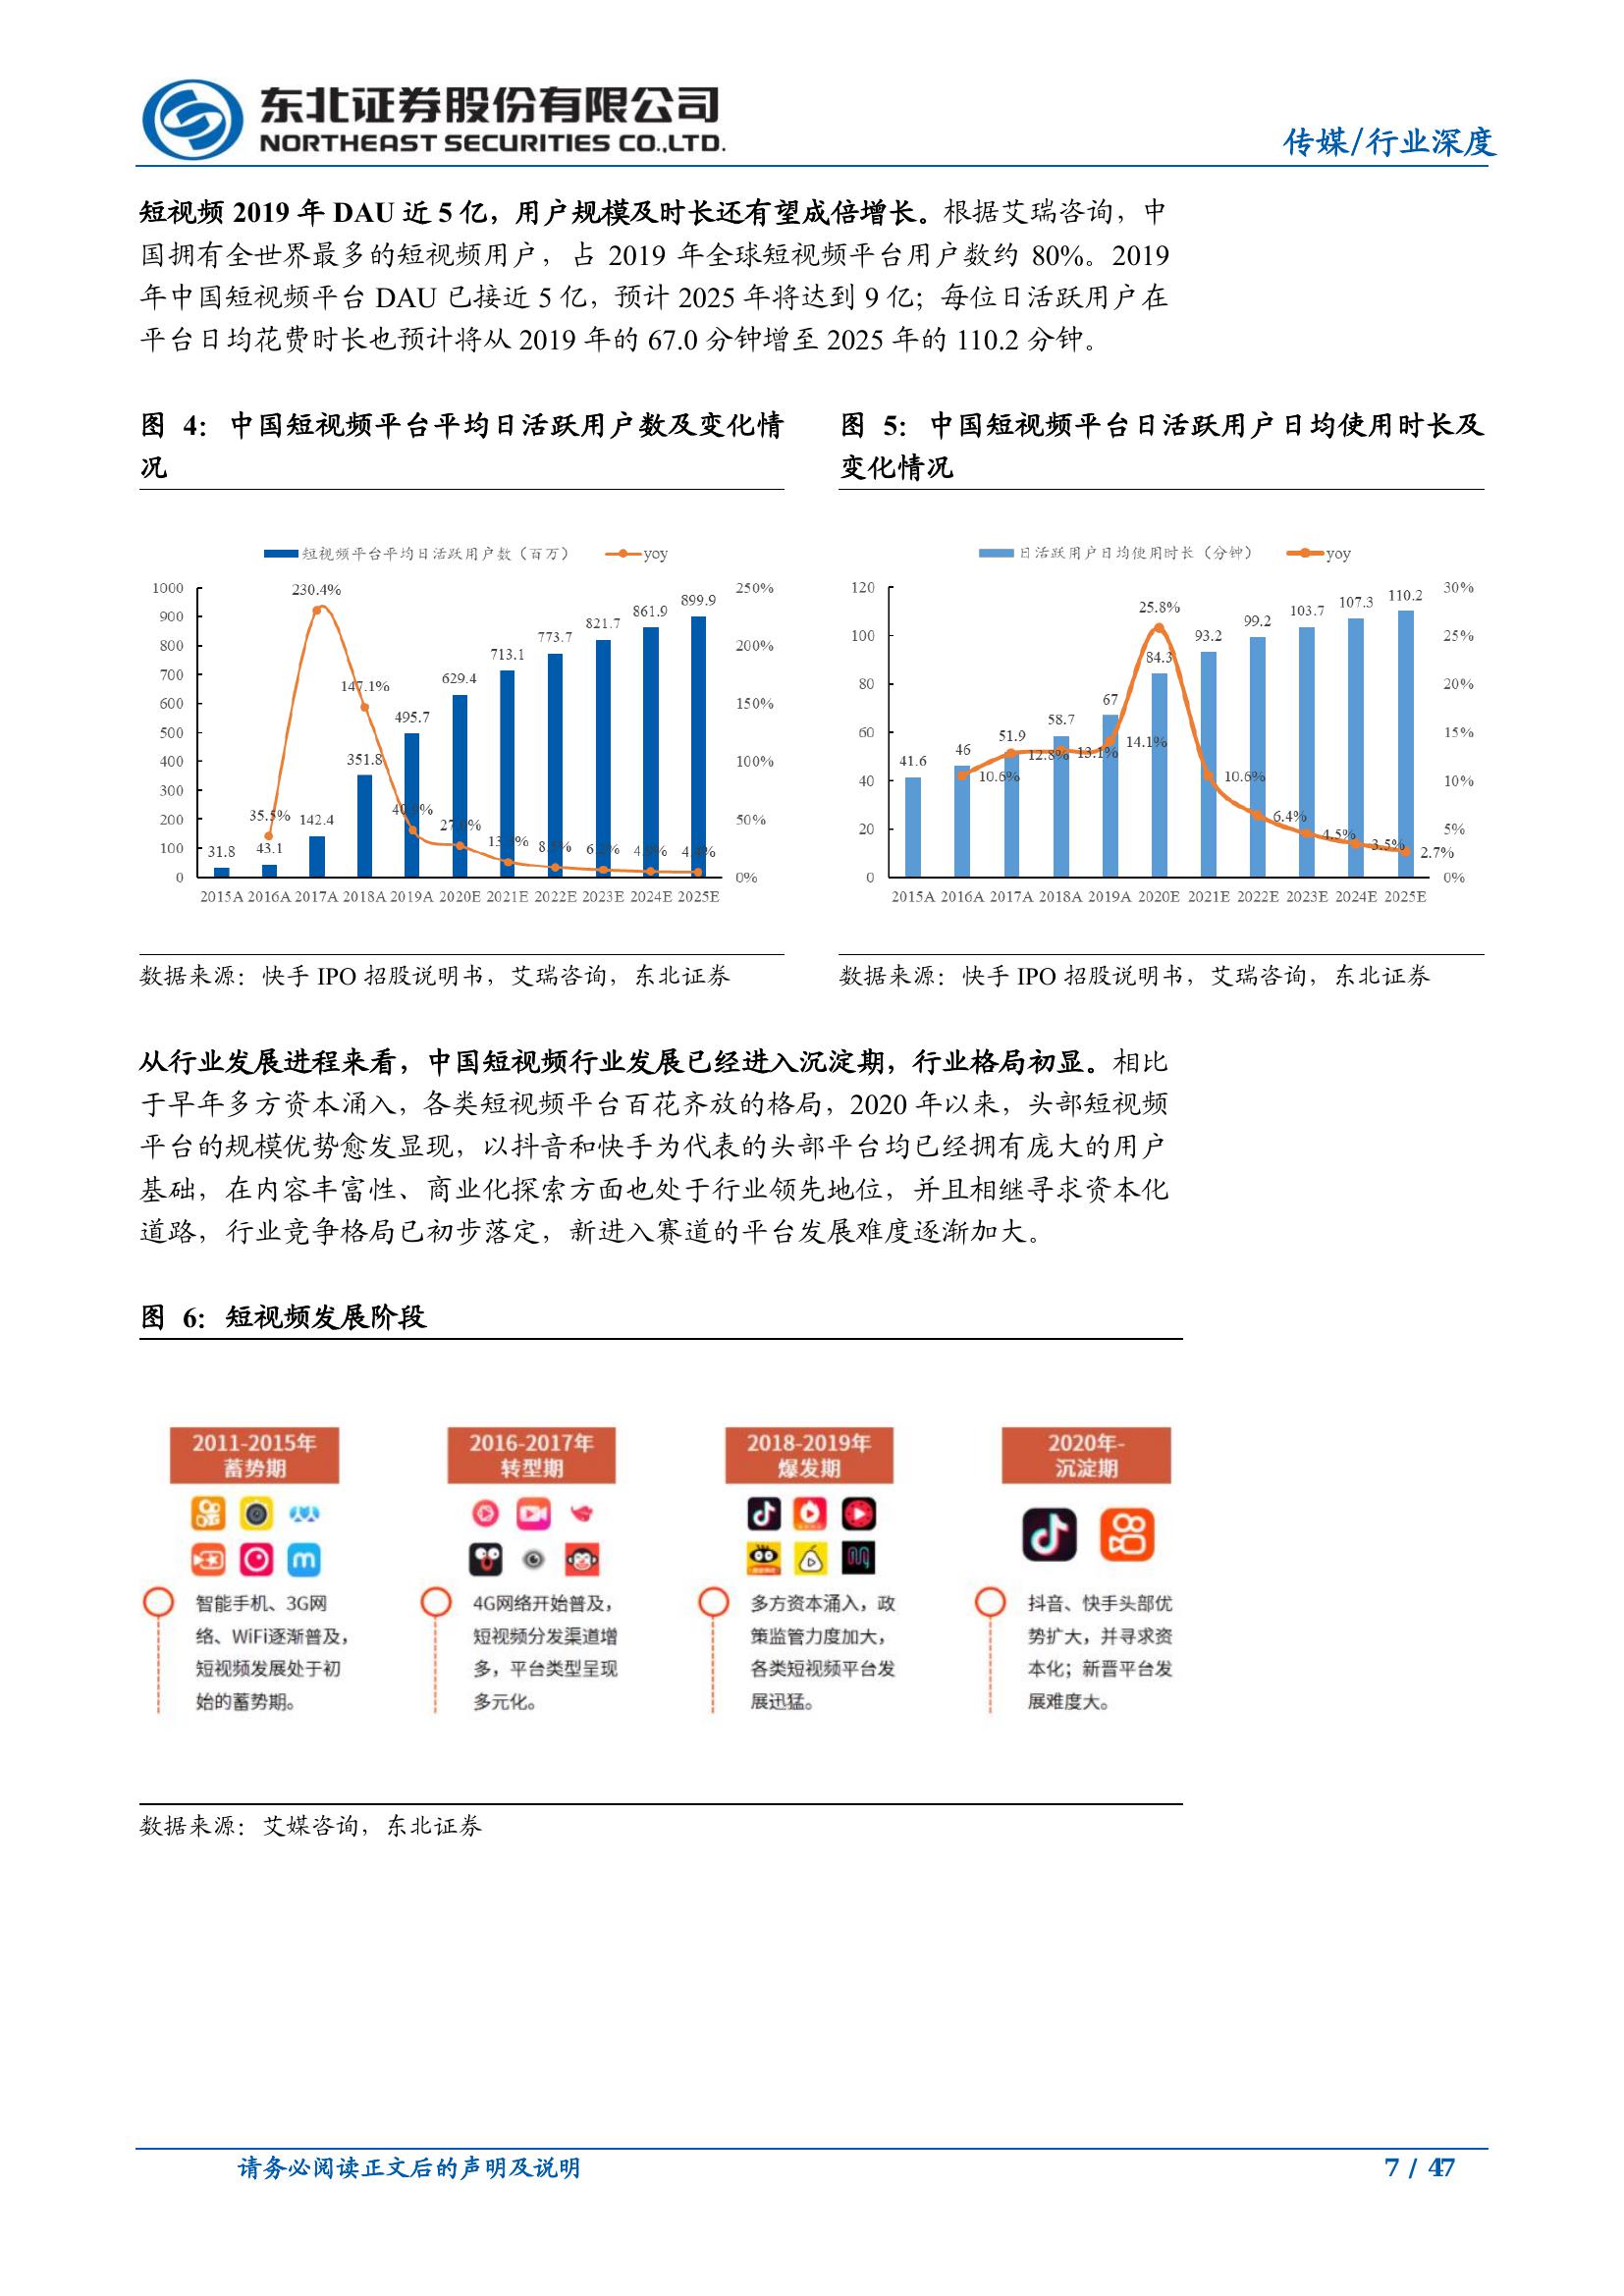 东北证券股份有限公司
NORTHEAST SECURITIES CO.,LTD.
传媒/行业深度
短视频 2019 年 DAU 近 5 亿，用户规模及时长还有望成倍增长。根据艾瑞咨询，中
国拥有全世界最多的短视频用户，占 2019 年全球短视频平台用户数约 80%。2019
年中国短视频平台 DAU 已接近 5 亿，预计 2025 年将达到 9 亿；每位日活跃用户在
平台日均花费时长也预计将从 2019 年的 67.0 分钟增至 2025 年的 110.2 分钟。
图 4：中国短视频平台平均日活跃用户数及变化情
况
短视频平台平均日活跃用户数（百万） yoy
1000 900 800 700 600 500 400 300 200 100 0
250% 200% 150% 100% 50% 0%
31.8 43.1 142.4 351.8 495.7 629.4 713.1 773.7 821.7 861.9 899.9
35.5% 230.4% 147.1%
2015A 2016A 2017A 2018A 2019A 2020E 2021E 2022E 2023E 2024E 2025E
数据来源：快手 IPO 招股说明书，艾瑞咨询，东北证券
图 5：中国短视频平台日活跃用户日均使用时长及
变化情况
日活跃用户日均使用时长（分钟） yoy
120 100 80 60 40 20 0
30% 25% 20% 15% 10% 5% 0%
41.6 46 51.9 58.7 67 84.3 93.2 99.2 103.7 107.3 110.2
10.6% 12.8% 13.1% 14.1% 25.8% 10.6% 6.4% 4.5% 3.5% 2.7%
2015A 2016A 2017A 2018A 2019A 2020E 2021E 2022E 2023E 2024E 2025E
数据来源：快手 IPO 招股说明书，艾瑞咨询，东北证券
从行业发展进程来看，中国短视频行业发展已经进入沉淀期，行业格局初显。相比
于早年多方资本涌入，各类短视频平台百花齐放的格局，2020 年以来，头部短视频
平台的规模优势愈发显现，以抖音和快手为代表的头部平台均已经拥有庞大的用户
基础，在内容丰富性、商业化探索方面也处于行业领先地位，并且相继寻求资本化
道路，行业竞争格局已初步落定，新进入赛道的平台发展难度逐渐加大。
图 6：短视频发展阶段
2011-2015年
蓄势期
智能手机、3G网
络、WiFi逐渐普及，
短视频发展处于初
始的蓄势期。
2016-2017年
转型期
4G网络开始普及，
短视频分发渠道增
多，平台类型呈现
多元化。
2018-2019年
爆发期
多方资本涌入，政
策监管力度加大，
各类短视频平台发
展迅猛。
2020年-
沉淀期
抖音、快手头部优
势扩大，并寻求资
本化；新晋平台发
展难度大。
数据来源：艾媒咨询，东北证券
请务必阅读正文后的声明及说明
7 / 47